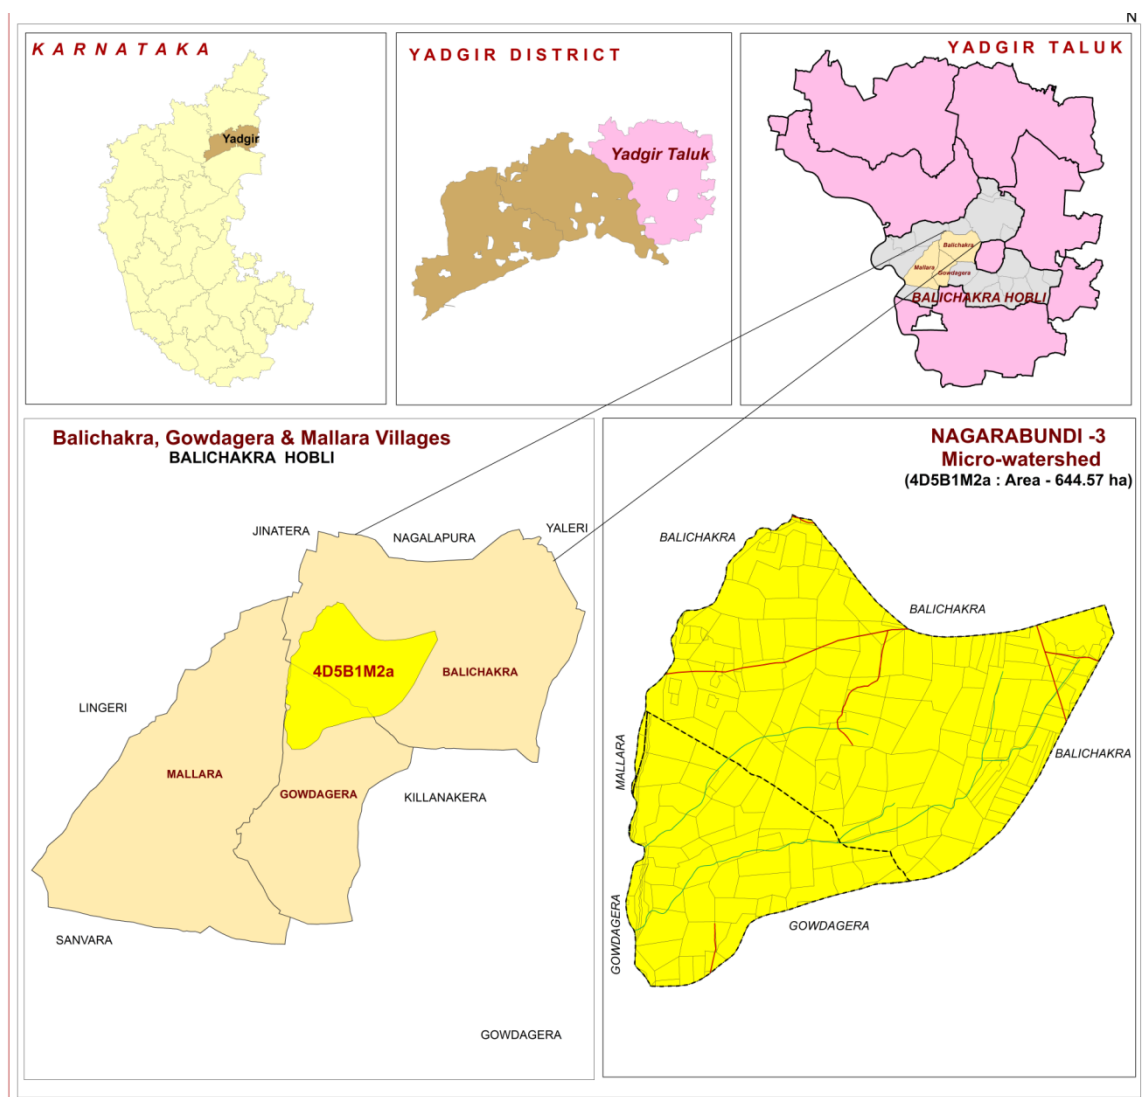 N
KARNATAKA
Yadgir
YADGIR DISTRICT
Yadgir Taluk
YADGIR TALUK
Balichakra
Mallara
Gowdagera
BALICHAKRA HOBLI
Balichakra, Gowdagera & Mallara Villages
BALICHAKRA HOBLI
JINATERA
NAGALAPURA
YALERI
4D5B1M2a
BALICHAKRA
LINGERI
MALLARA
GOWDAGERA
KILLANAKERA
SANVARA
GOWDAGERA
NAGARABUNDI -3
Micro-watershed
(4D5B1M2a : Area - 644.57 ha)
BALICHAKRA
BALICHAKRA
MALLARA
BALICHAKRA
GOWDAGERA
GOWDAGERA